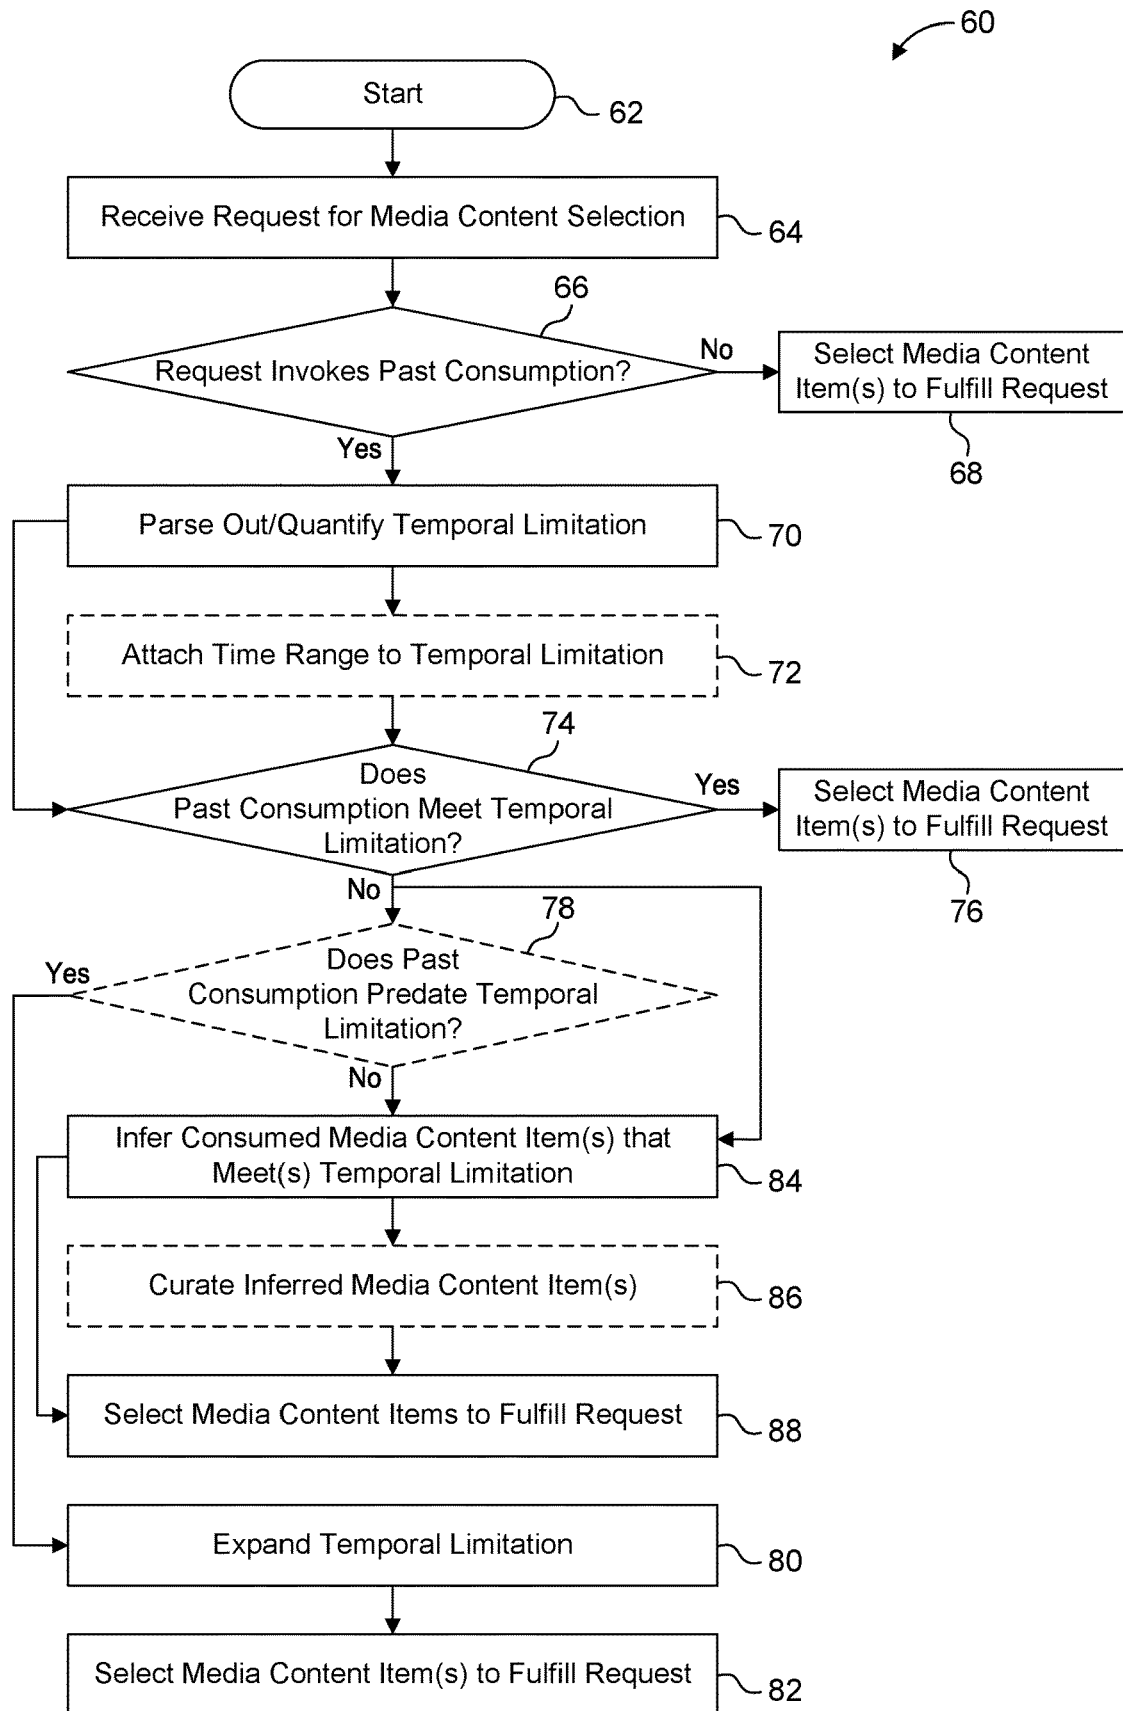 60
Start
62
Receive Request for Media Content Selection
64
66
Request Invokes Past Consumption?
No
Select Media Content
Item(s) to Fulfill Request
68
Yes
Parse Out/Quantify Temporal Limitation
70
Attach Time Range to Temporal Limitation
72
74
Does
Past Consumption Meet Temporal
Limitation?
Yes
Select Media Content
Item(s) to Fulfill Request
76
No
78
Does Past
Consumption Predate Temporal
Limitation?
Yes
No
Infer Consumed Media Content Item(s) that
Meet(s) Temporal Limitation
84
Curate Inferred Media Content Item(s)
86
Select Media Content Items to Fulfill Request
88
Expand Temporal Limitation
80
Select Media Content Item(s) to Fulfill Request
82